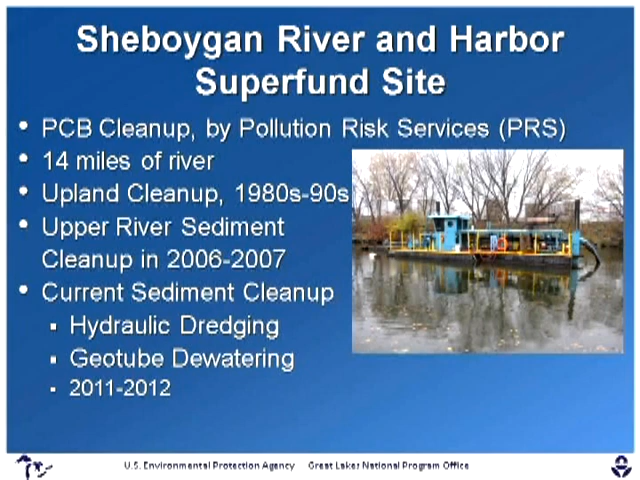 Sheboygan River and Harbor
Superfund Site
• PCB Cleanup, by Pollution Risk Services (PRS)
• 14 miles of river
• Upland Cleanup, 1980s-90s
• Upper River Sediment
Cleanup in 2006-2007
• Current Sediment Cleanup
▪ Hydraulic Dredging
▪ Geotube Dewatering
▪ 2011-2012
U.S. Environmental Protection Agency Great Lakes National Program Office